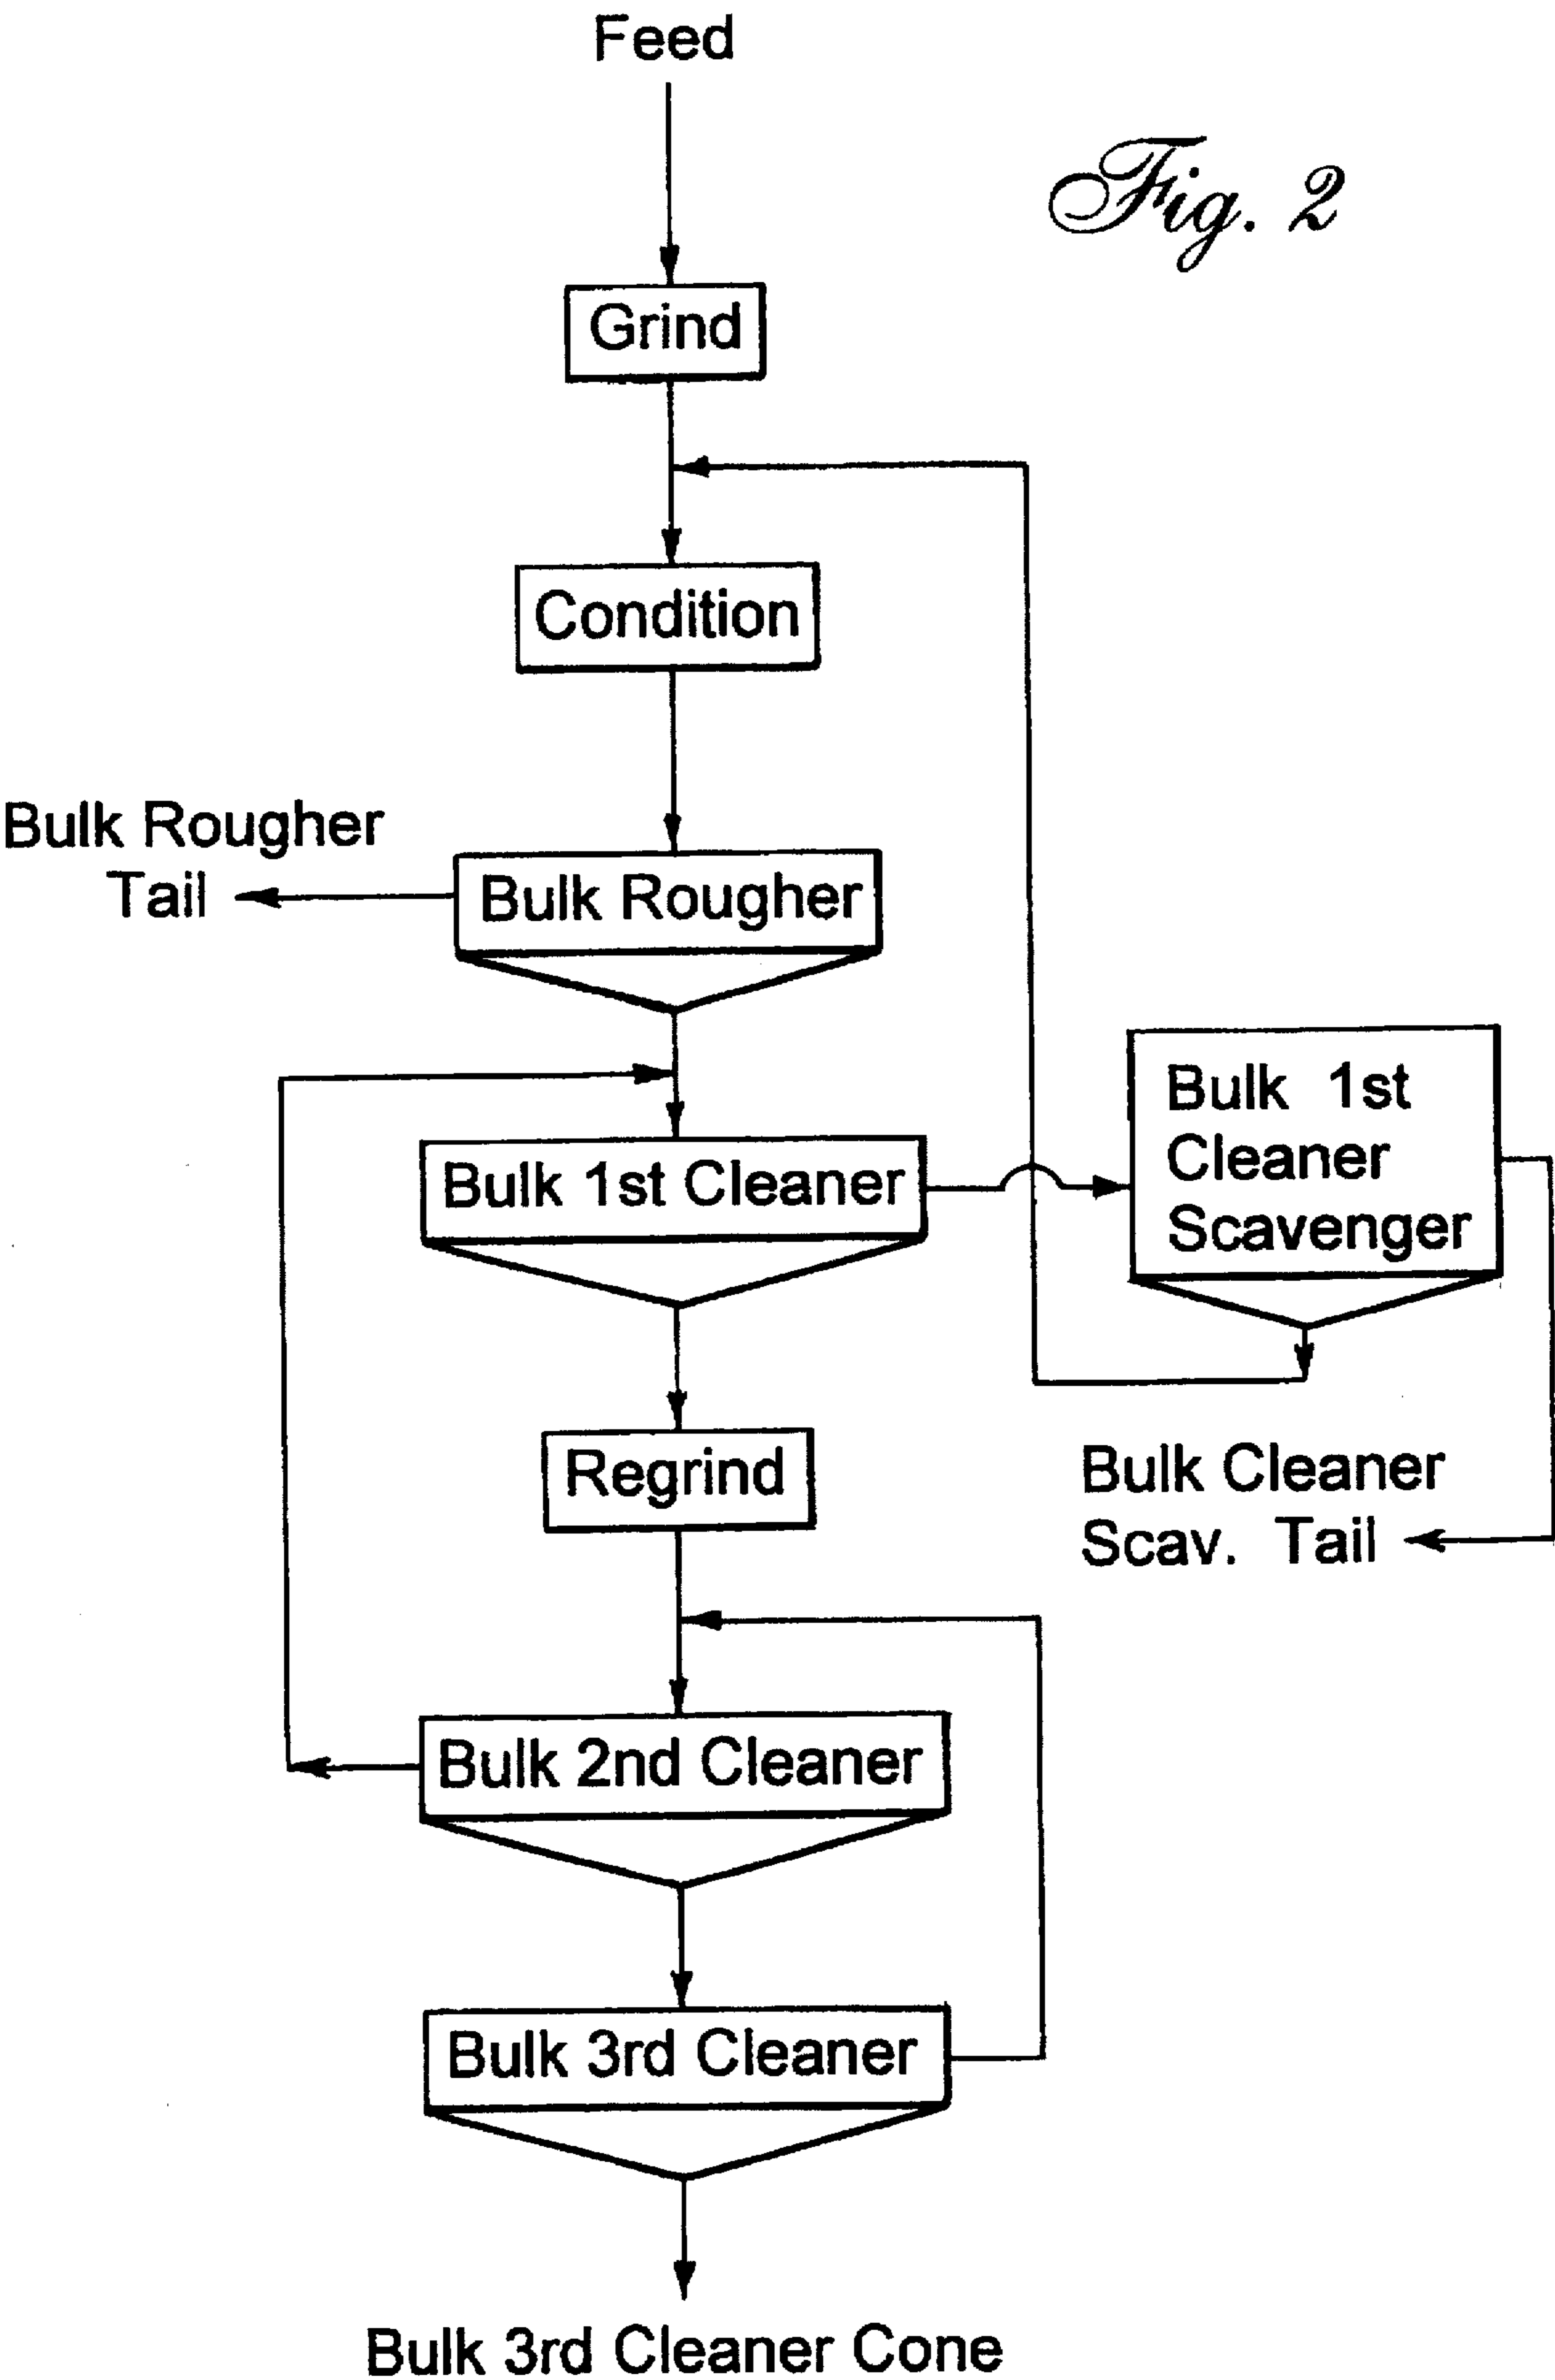 Feed
Fig. 2
Grind
Condition
Bulk Rougher
Tail
Bulk Rougher
Bulk 1st Cleaner
Bulk 1st
Cleaner
Scavenger
Regrind
Bulk Cleaner
Scav. Tail
Bulk 2nd Cleaner
Bulk 3rd Cleaner
Bulk 3rd Cleaner Cone